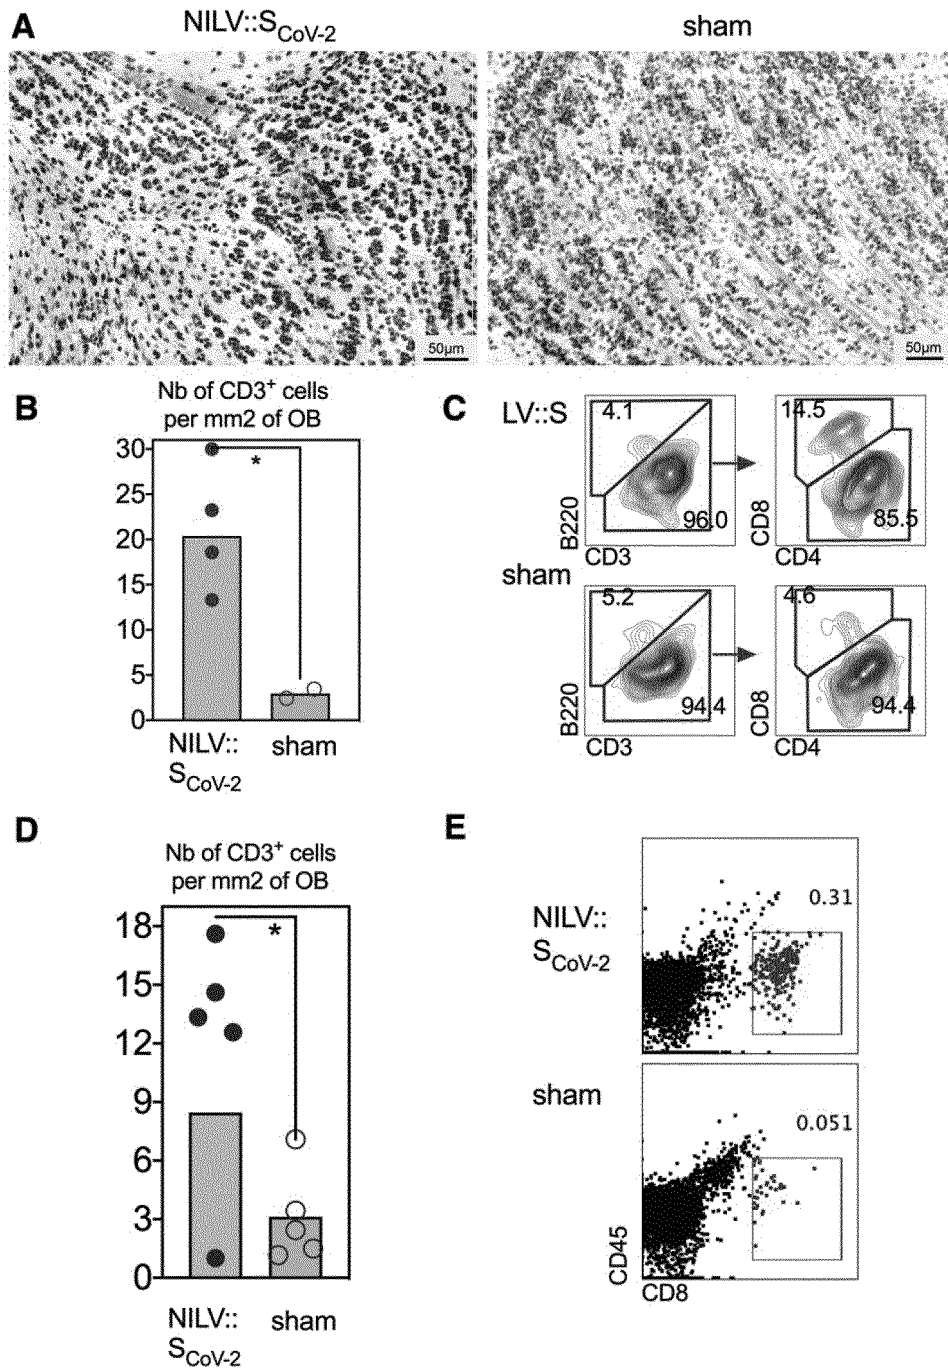 A
NILV::S_CoV-2
sham
50µm
50µm
B
Nb of CD3+ cells
per mm2 of OB
30
25
20
15
10
5
0
*
NILV::
S_CoV-2
sham
C
LV::S
4.1
96.0
B220
CD3
14.5
85.5
CD8
CD4
sham
5.2
94.4
B220
CD3
4.6
94.4
CD8
CD4
D
Nb of CD3+ cells
per mm2 of OB
18
15
12
9
6
3
0
*
NILV::
S_CoV-2
sham
E
NILV::
S_CoV-2
0.31
sham
0.051
CD45
CD8